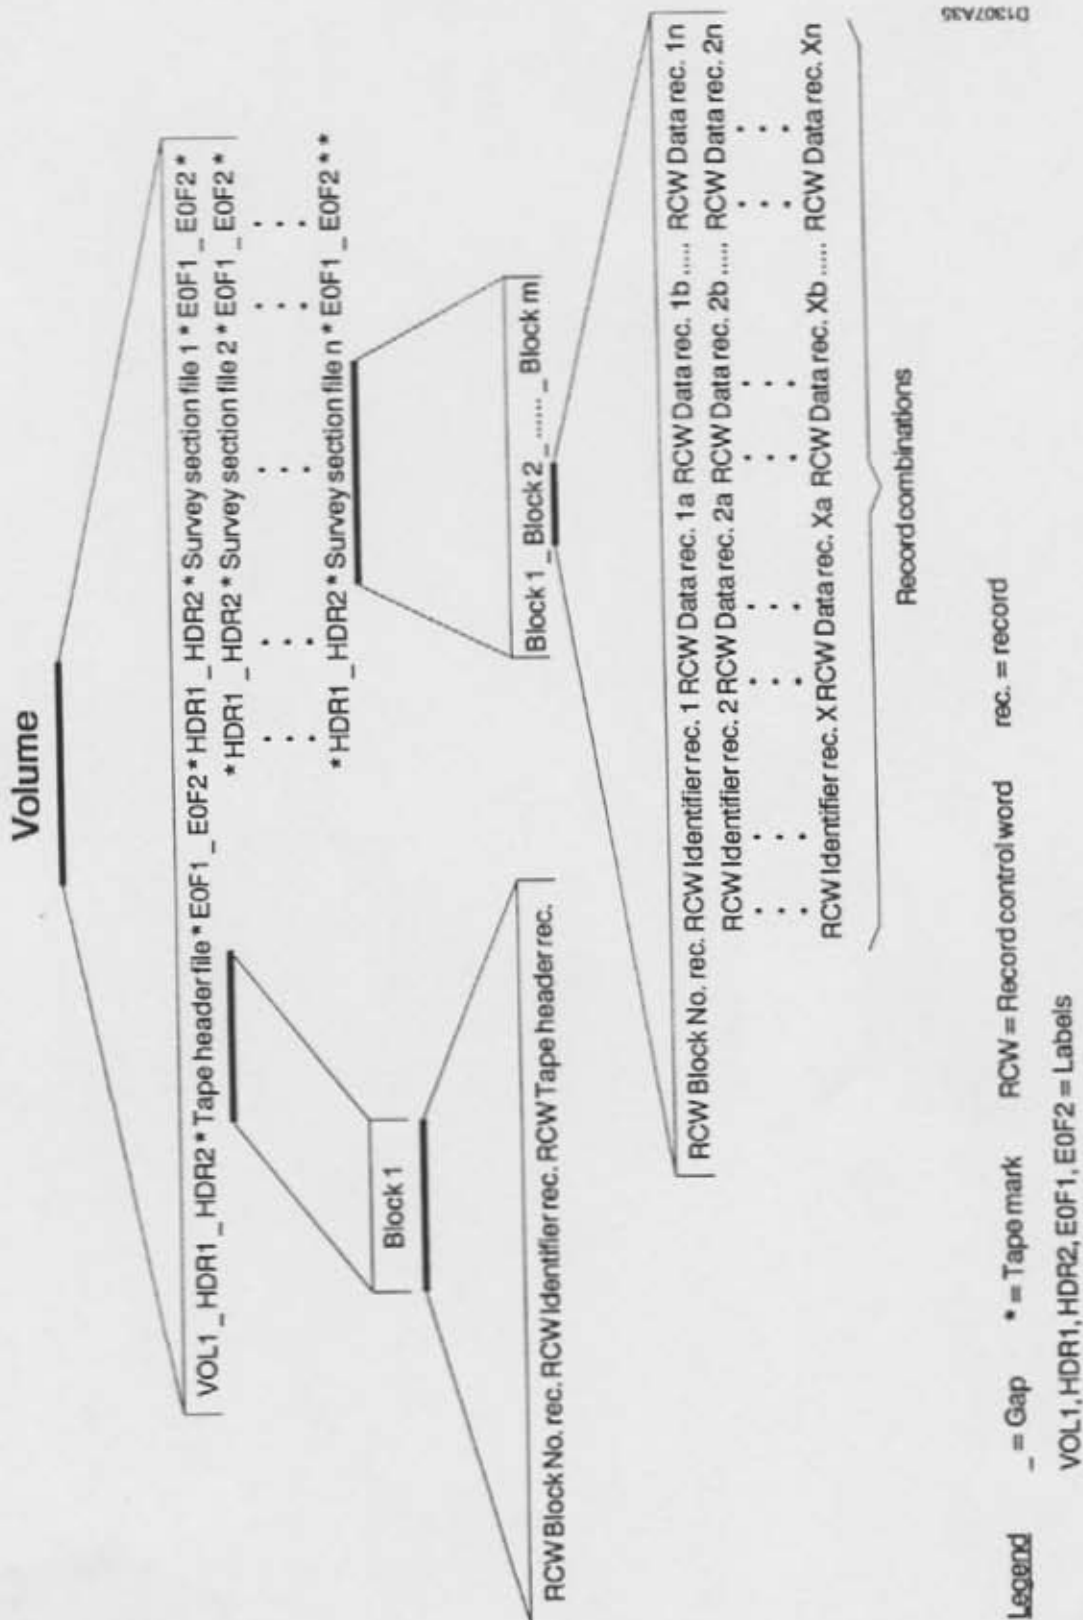 Volume
VOL1 _ HDR1 _ HDR2 * Tape header file * E0F1 _ E0F2 * HDR1 _ HDR2 * Survey section file 1 * E0F1 _ E0F2 *
* HDR1 _ HDR2 * Survey section file 2 * E0F1 _ E0F2 *
* HDR1 _ HDR2 * Survey section file n * E0F1 _ E0F2 * *
Block 1
RCW Block No. rec. RCW Identifier rec. RCW Tape header rec.
Block 1 _ Block 2 _ ...... _ Block m
RCW Block No. rec. RCW Identifier rec. 1 RCW Data rec. 1a RCW Data rec. 1b ..... RCW Data rec. 1n
RCW Identifier rec. 2 RCW Data rec. 2a RCW Data rec. 2b ..... RCW Data rec. 2n
RCW Identifier rec. X RCW Data rec. Xa RCW Data rec. Xb ..... RCW Data rec. Xn
Record combinations
Legend _ = Gap * = Tape mark RCW = Record control word rec. = record
VOL1, HDR1, HDR2, E0F1, E0F2 = Labels
D1307A35